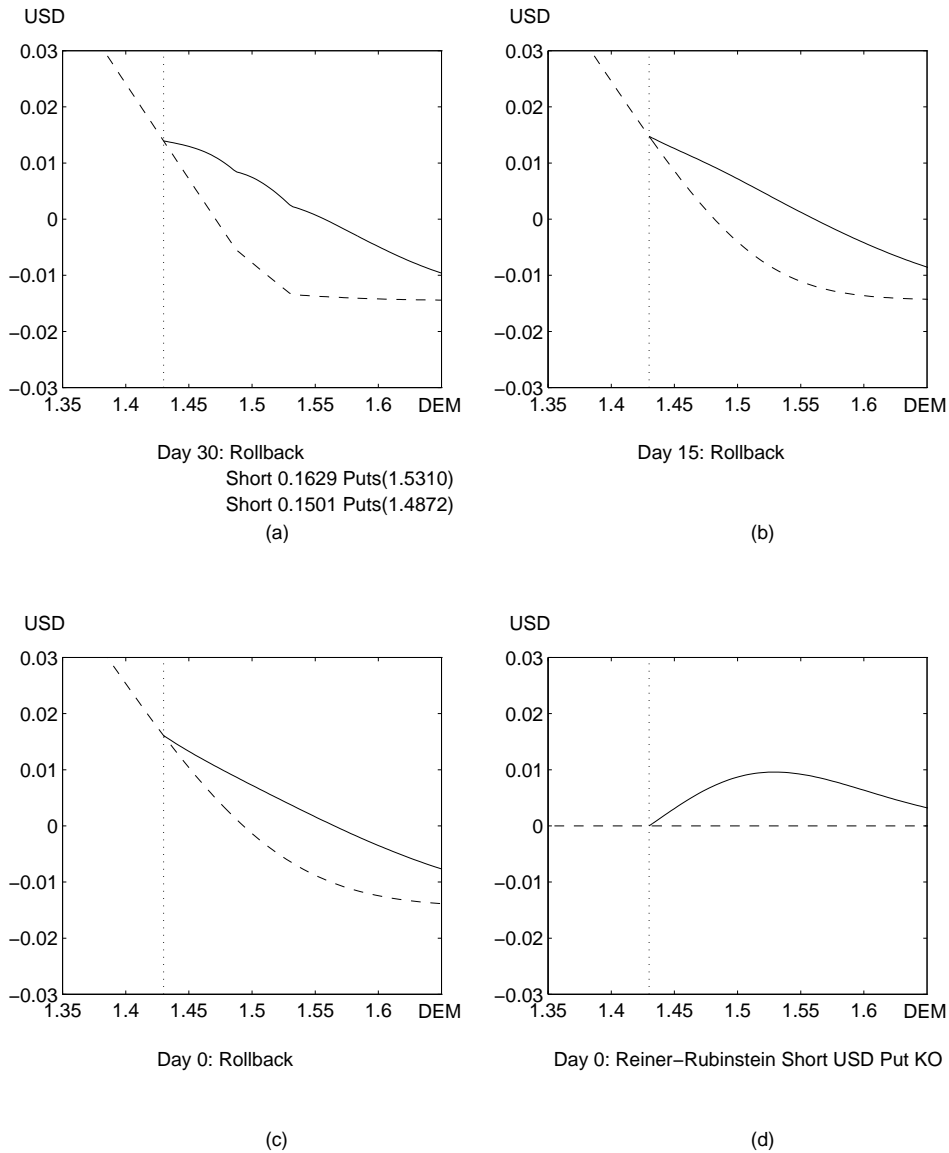 USD
0.03
0.02
0.01
0
−0.01
−0.02
−0.03
1.35 1.4 1.45 1.5 1.55 1.6 DEM
Day 30: Rollback
Short 0.1629 Puts(1.5310)
Short 0.1501 Puts(1.4872)
(a)
USD
0.03
0.02
0.01
0
−0.01
−0.02
−0.03
1.35 1.4 1.45 1.5 1.55 1.6 DEM
Day 15: Rollback
(b)
USD
0.03
0.02
0.01
0
−0.01
−0.02
−0.03
1.35 1.4 1.45 1.5 1.55 1.6 DEM
Day 0: Rollback
(c)
USD
0.03
0.02
0.01
0
−0.01
−0.02
−0.03
1.35 1.4 1.45 1.5 1.55 1.6 DEM
Day 0: Reiner−Rubinstein Short USD Put KO
(d)